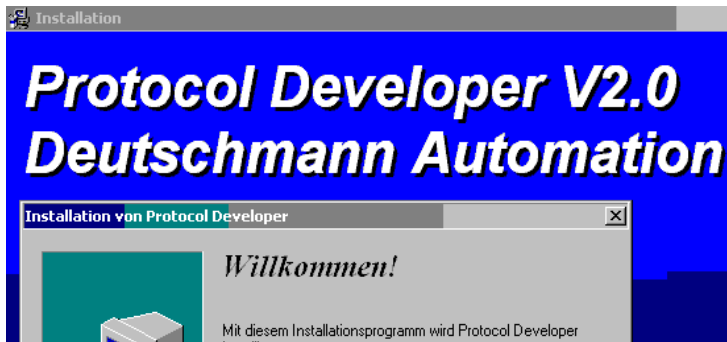 Installation
Protocol Developer V2.0
Deutschmann Automation
Installation von Protocol Developer
Willkommen!
Mit diesem Installationsprogramm wird Protocol Developer